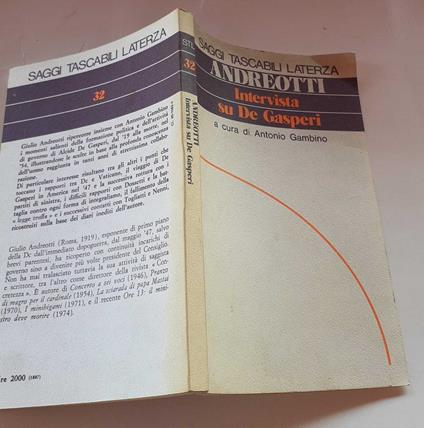 SAGGI TASCABILI LATERZA
32
Giulio Andreotti ripercorre insieme con Antonio Gambino
i momenti salienti della formazione politica e dell'attività
di governo di Alcide De Gasperi, dal '19 alla morte, nel
'54, illustrandone le scelte in base alla profonda conoscenza
dell'uomo raggiunta in tanti anni di strettissima collabo-
razione.
Di particolare interesse risultano tra gli altri i punti che
toccano i rapporti tra Dc e Vaticano, il viaggio di De
Gasperi in America nel '47 e la successiva rottura con i
partiti di sinistra, i difficili rapporti con Dossetti e la bat-
taglia contro ogni forma di integralismo, il fallimento della
« legge truffa » e i successivi contatti con Togliatti e Nenni,
ricostruiti sulla base dei diari inediti dell'autore.
Giulio Andreotti (Roma, 1919), esponente di primo piano
della Dc dall'immediato dopoguerra, dal maggio '47, salvo
brevi parentesi, ha ricoperto con continuità incarichi di
governo sino a divenire più volte presidente del Consiglio.
Non ha mai tralasciato tuttavia la sua attività di saggista
e scrittore, tra l'altro come direttore della rivista « Con-
cretezza ». È autore di Concerto a sei voci (1946), Pranzo
di magro per il cardinale (1954), La sciarada di papa Mastai
(1970), I minibigami (1971), e il recente Ore 13: il mini-
stro deve morire (1974).
ire 2000 (1887)
STL
32
ANDREOTTI
Intervista su De Gasperi
SAGGI TASCABILI LATERZA
ANDREOTTI
Intervista
su De Gasperi
a cura di Antonio Gambino